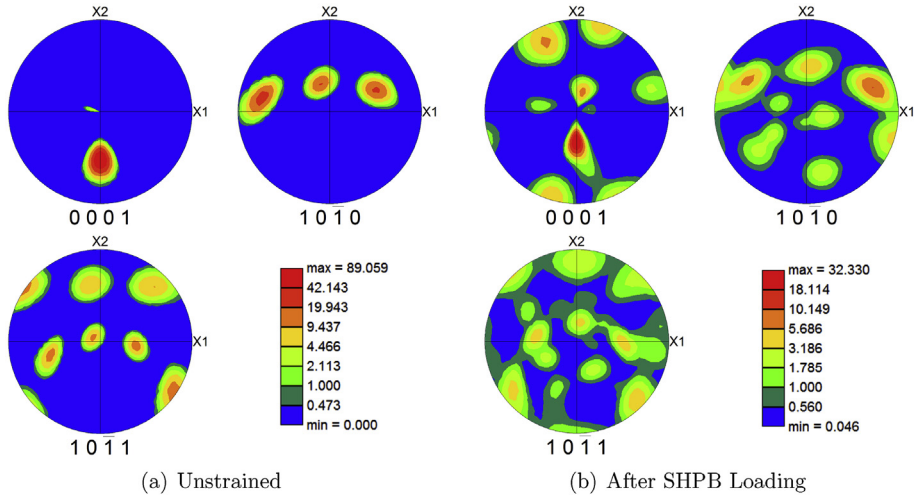 X2
X1
0 0 0 1
X2
X1
1 0 1̅ 0
X2
X1
1 0 1̅ 1
max = 89.059
42.143
19.943
9.437
4.466
2.113
1.000
0.473
min = 0.000
(a) Unstrained
X2
X1
0 0 0 1
X2
X1
1 0 1̅ 0
X2
X1
1 0 1̅ 1
max = 32.330
18.114
10.149
5.686
3.186
1.785
1.000
0.560
min = 0.046
(b) After SHPB Loading